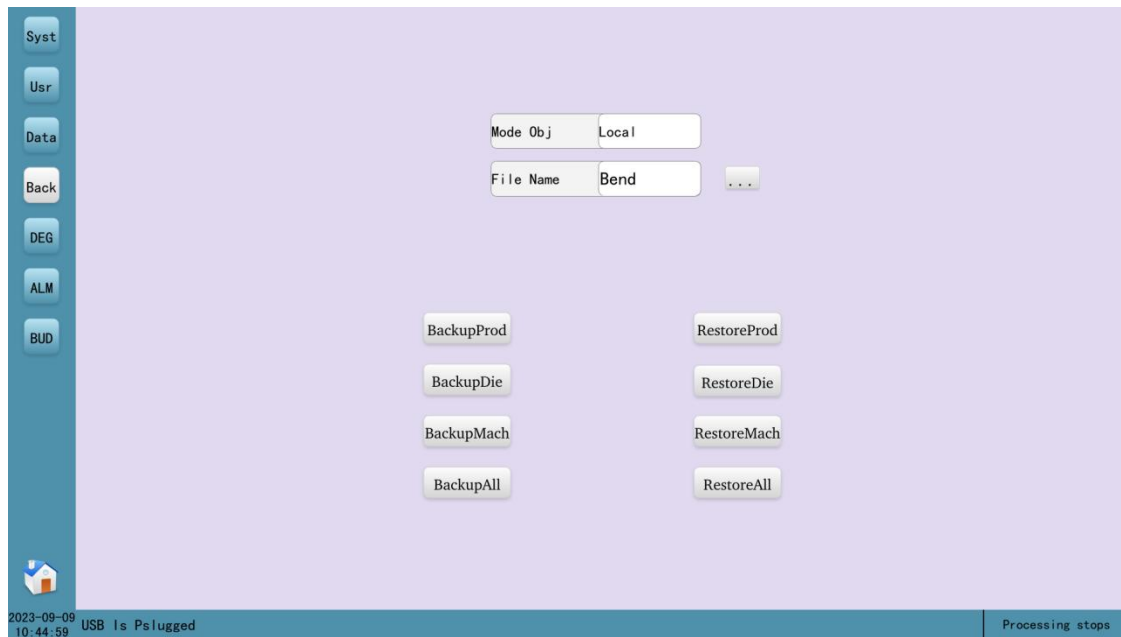 Syst
Usr
Data
Back
DEG
ALM
BUD
Mode Obj Local
File Name Bend ...
BackupProd RestoreProd
BackupDie RestoreDie
BackupMach RestoreMach
BackupAll RestoreAll
2023-09-09
10:44:59
USB Is Pslugged
Processing stops